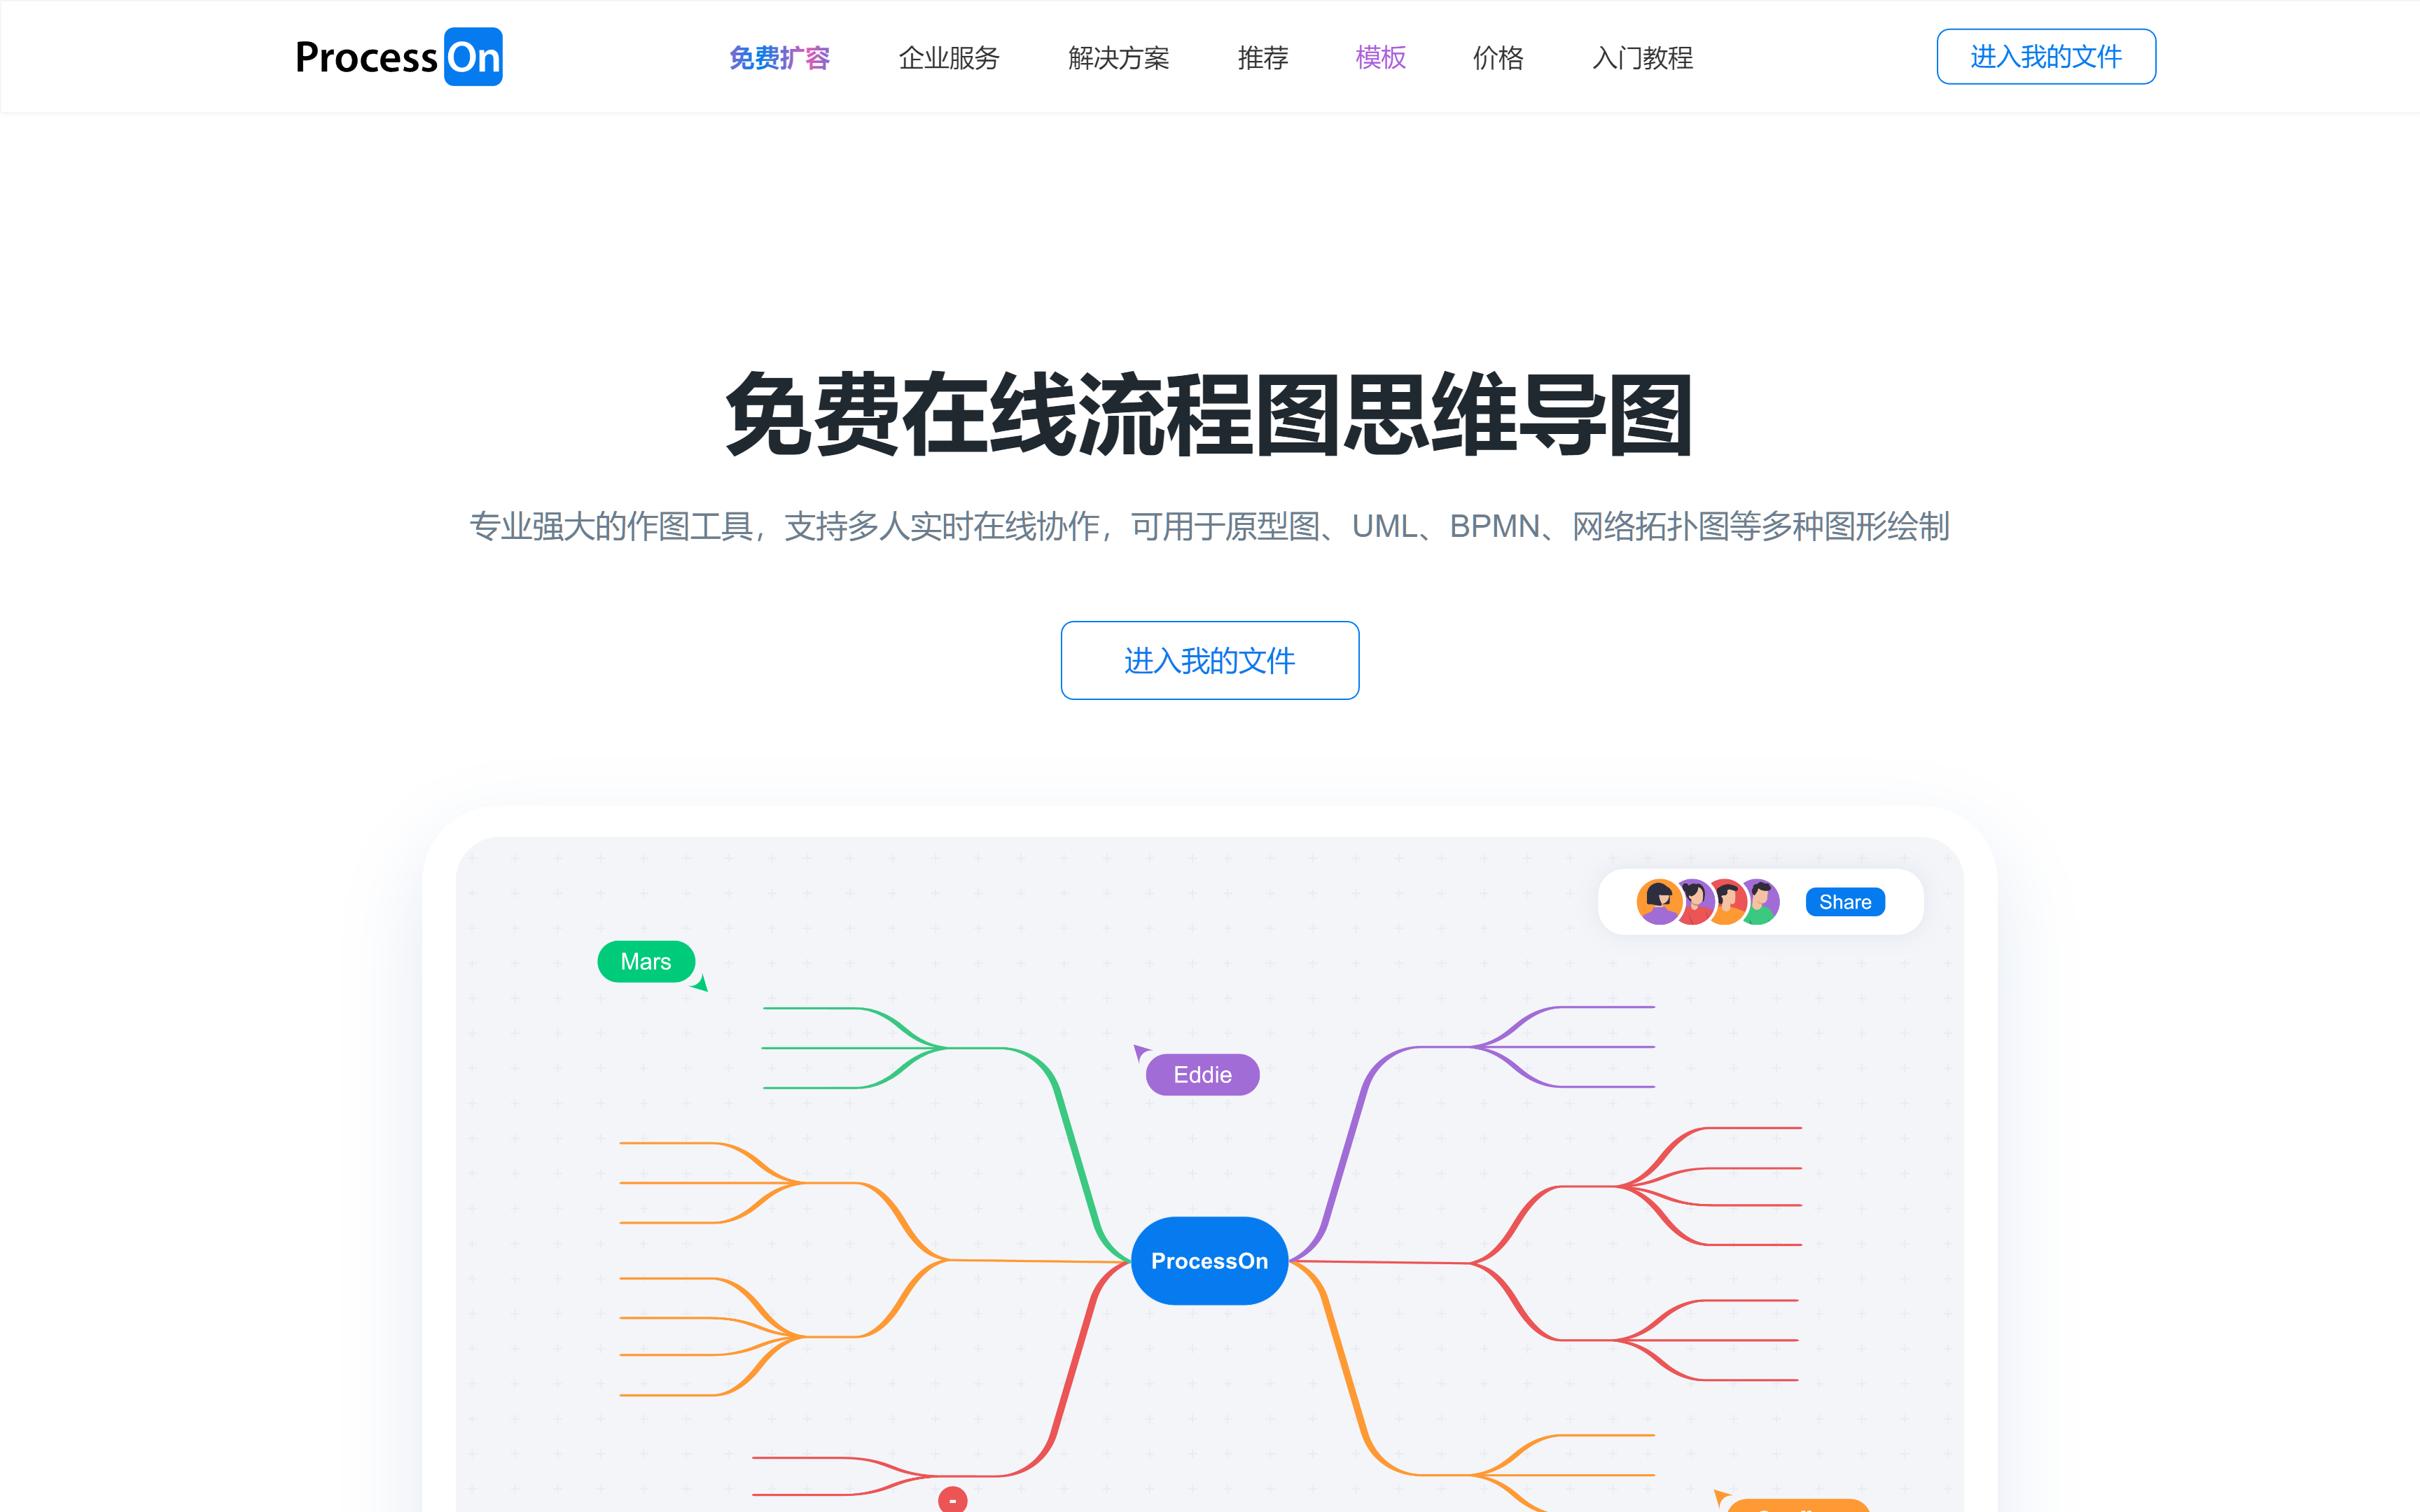 ProcessOn 免费扩容 企业服务 解决方案 推荐 模板 价格 入门教程 进入我的文件
免费在线流程图思维导图
专业强大的作图工具，支持多人实时在线协作，可用于原型图、UML、BPMN、网络拓扑图等多种图形绘制
进入我的文件
Share
Mars
Eddie
ProcessOn
-